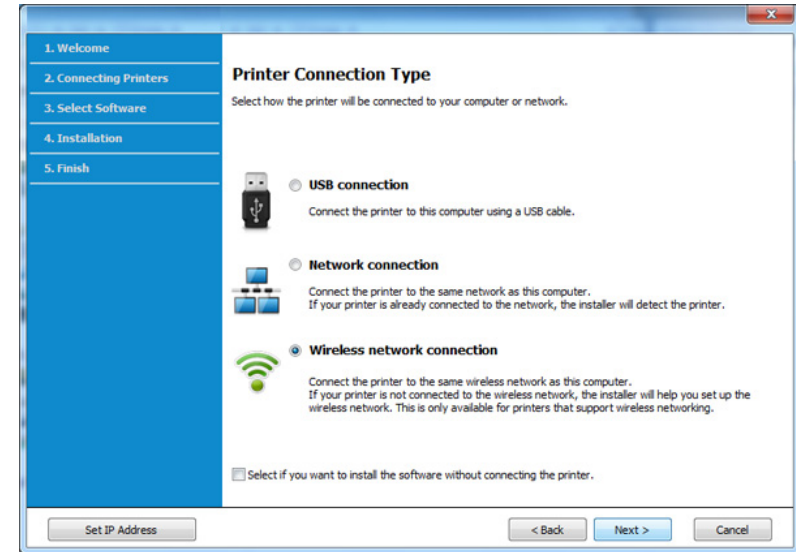 1. Welcome
2. Connecting Printers
3. Select Software
4. Installation
5. Finish
Printer Connection Type
Select how the printer will be connected to your computer or network.
USB connection
Connect the printer to this computer using a USB cable.
Network connection
Connect the printer to the same network as this computer.
If your printer is already connected to the network, the installer will detect the printer.
Wireless network connection
Connect the printer to the same wireless network as this computer.
If your printer is not connected to the wireless network, the installer will help you set up the
wireless network. This is only available for printers that support wireless networking.
Select if you want to install the software without connecting the printer.
Set IP Address
< Back
Next >
Cancel